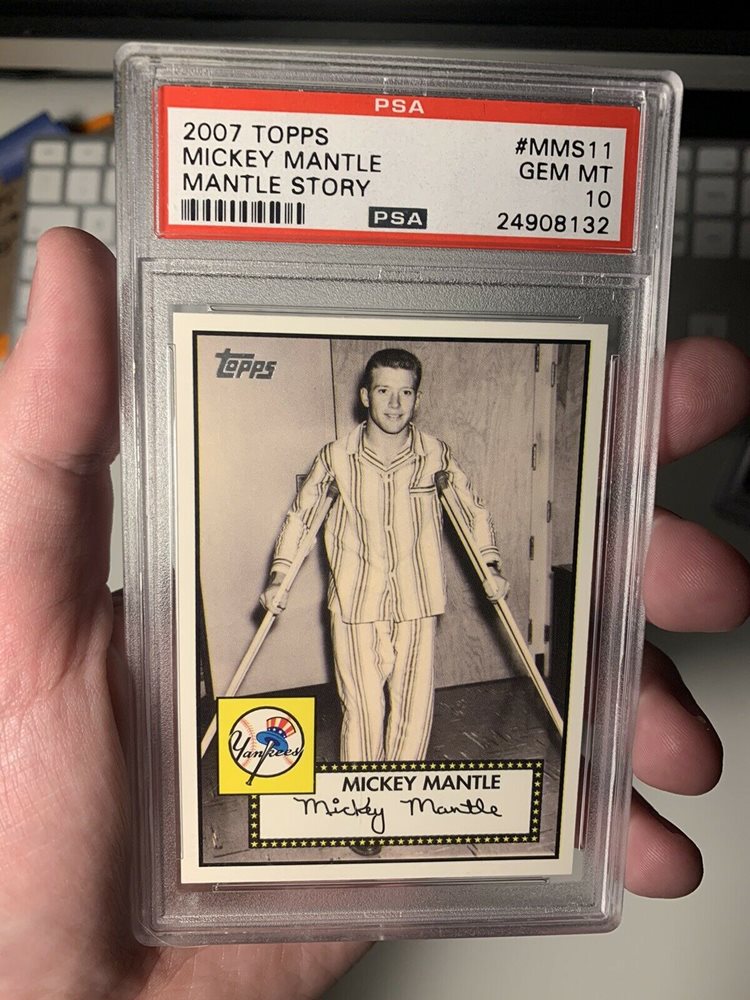 PSA
2007 TOPPS #MMS11
MICKEY MANTLE GEM MT
MANTLE STORY 10
PSA 24908132
Topps
Yankees
MICKEY MANTLE
Mickey Mantle